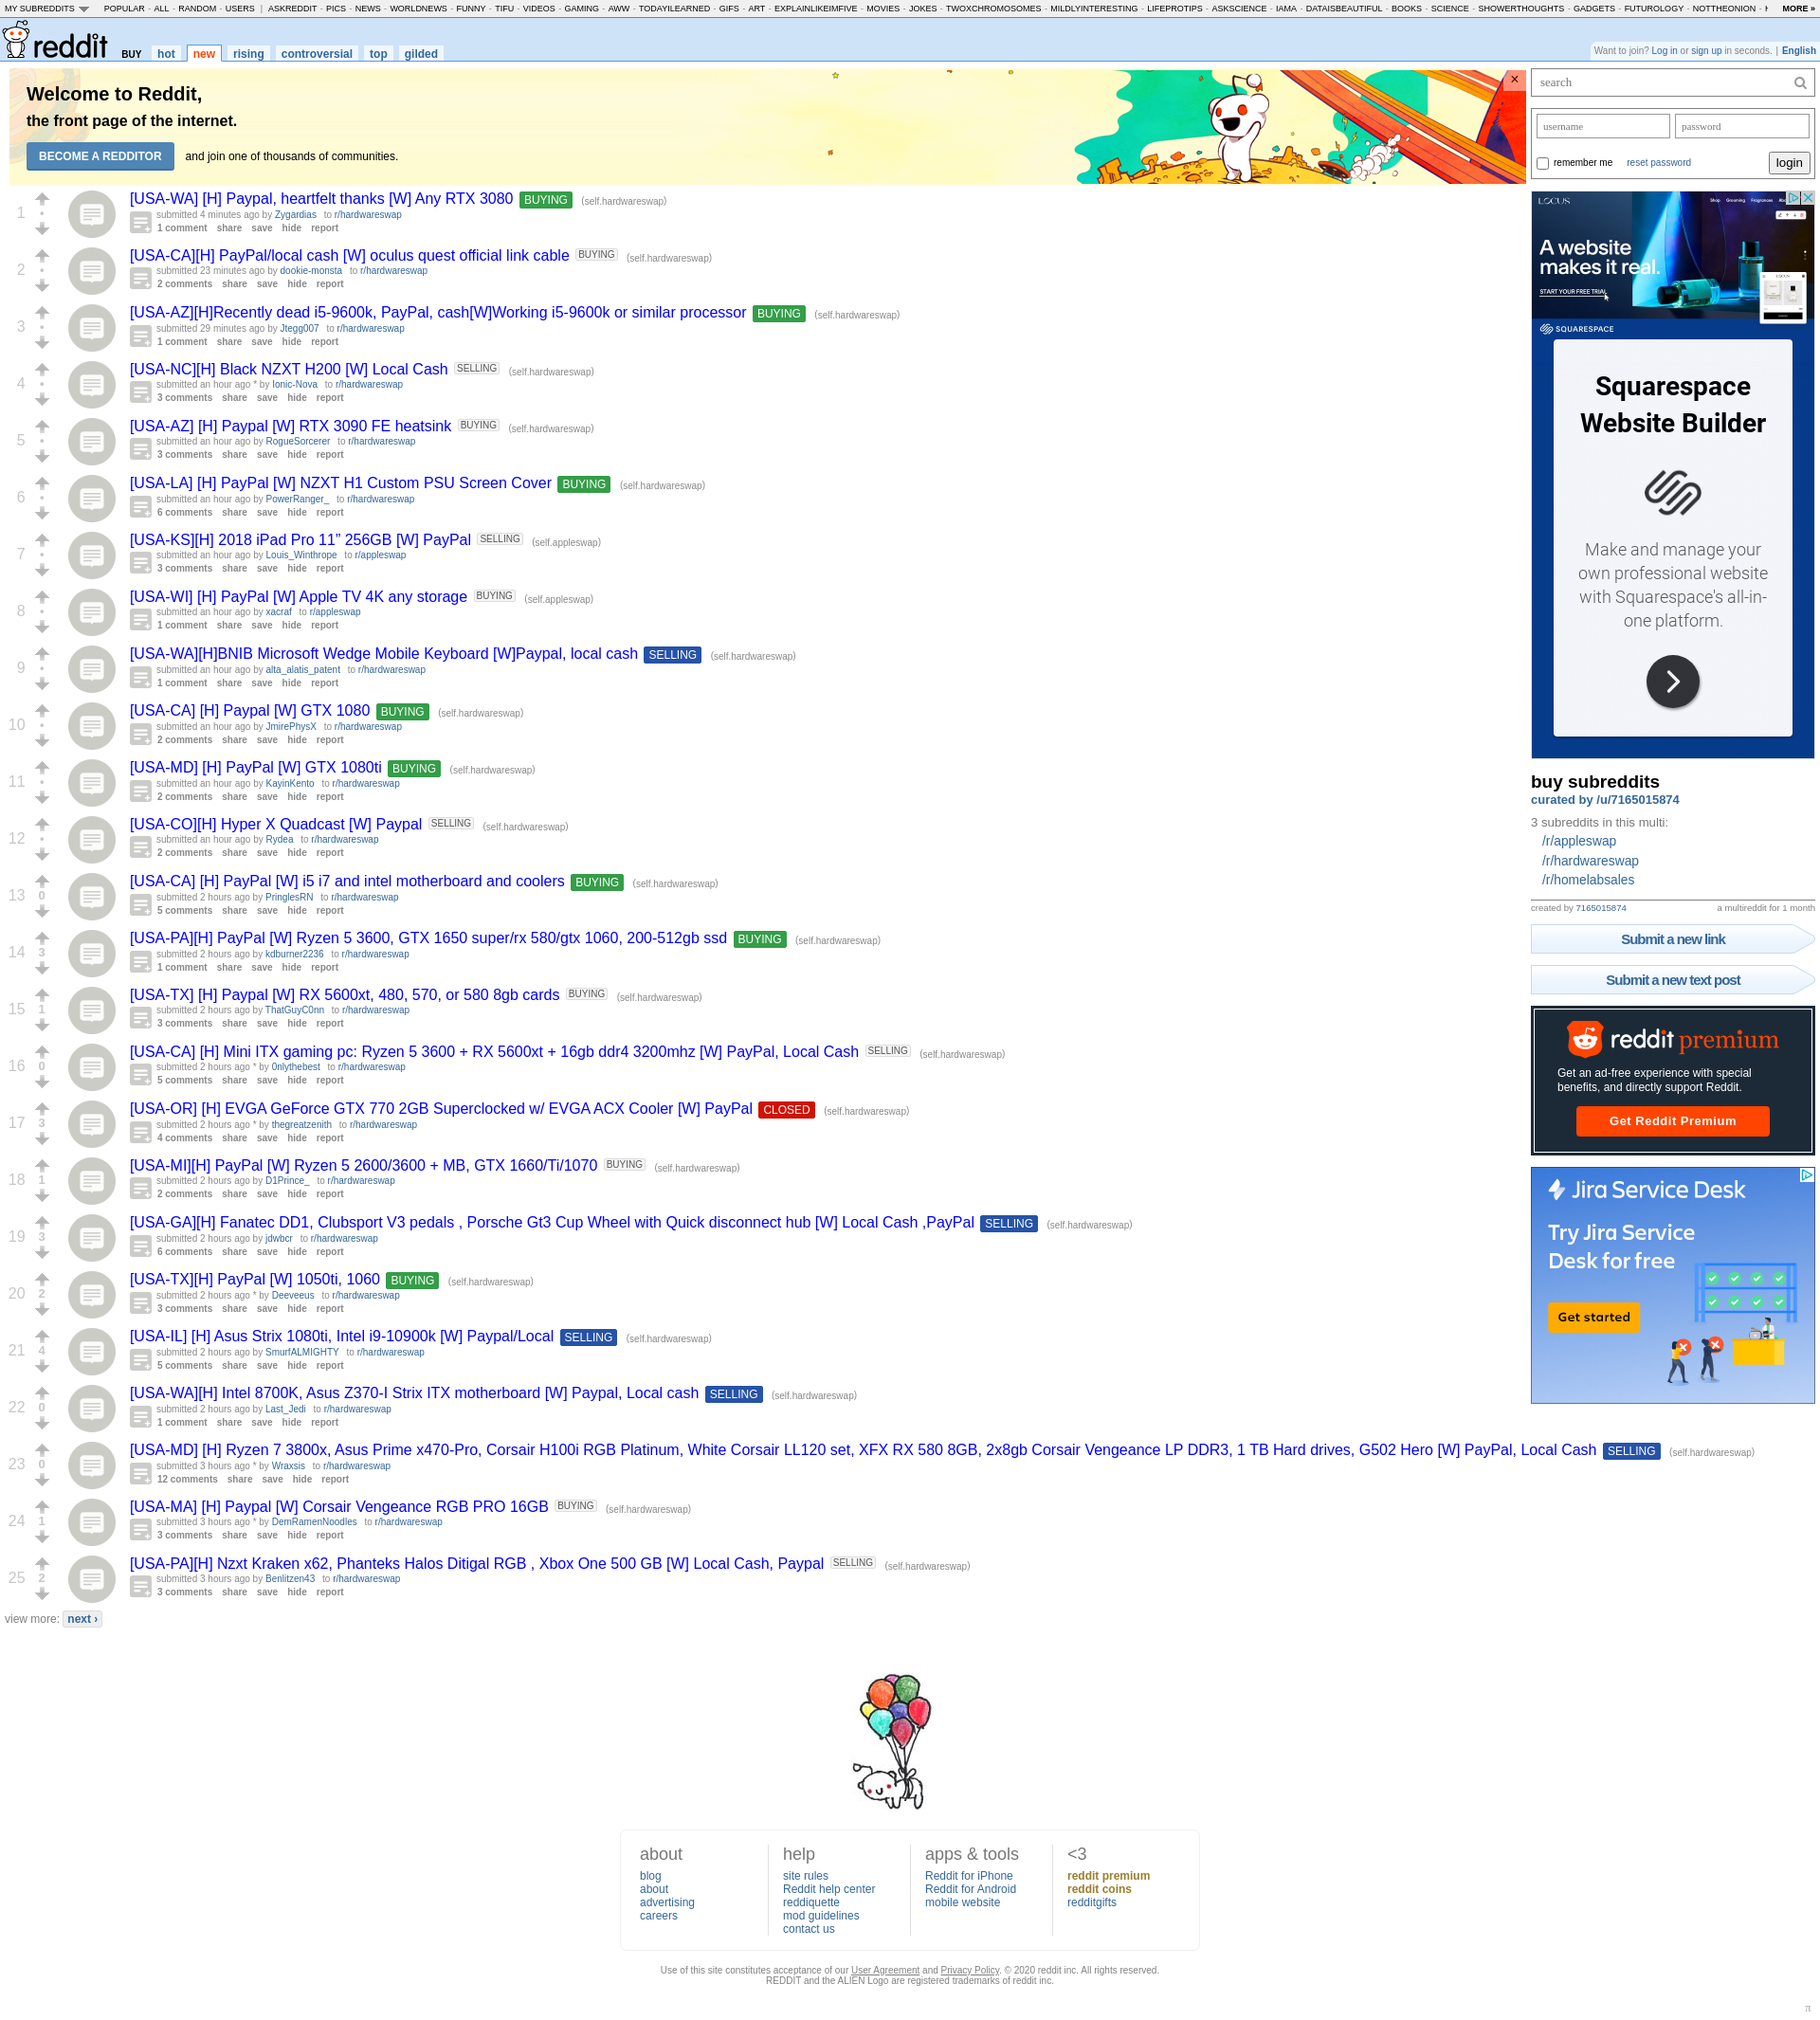 MY SUBREDDITS POPULAR - ALL - RANDOM - USERS | ASKREDDIT - PICS - NEWS - WORLDNEWS - FUNNY - TIFU - VIDEOS - GAMING - AWW - TODAYILEARNED - GIFS - ART - EXPLAINLIKEIMFIVE - MOVIES - JOKES - TWOXCHROMOSOMES - MILDLYINTERESTING - LIFEPROTIPS - ASKSCIENCE - IAMA - DATAISBEAUTIFUL - BOOKS - SCIENCE - SHOWERTHOUGHTS - GADGETS - FUTUROLOGY - NOTTHEONION - MORE »
reddit BUY hot new rising controversial top gilded
Want to join? Log in or sign up in seconds. | English
Welcome to Reddit,
the front page of the internet.
BECOME A REDDITOR and join one of thousands of communities.
×
1
[USA-WA] [H] Paypal, heartfelt thanks [W] Any RTX 3080 BUYING (self.hardwareswap)
submitted 4 minutes ago by Zygardias to r/hardwareswap
1 comment share save hide report
2
[USA-CA][H] PayPal/local cash [W] oculus quest official link cable BUYING (self.hardwareswap)
submitted 23 minutes ago by dookie-monsta to r/hardwareswap
2 comments share save hide report
3
[USA-AZ][H]Recently dead i5-9600k, PayPal, cash[W]Working i5-9600k or similar processor BUYING (self.hardwareswap)
submitted 29 minutes ago by Jtegg007 to r/hardwareswap
1 comment share save hide report
4
[USA-NC][H] Black NZXT H200 [W] Local Cash SELLING (self.hardwareswap)
submitted an hour ago * by Ionic-Nova to r/hardwareswap
3 comments share save hide report
5
[USA-AZ] [H] Paypal [W] RTX 3090 FE heatsink BUYING (self.hardwareswap)
submitted an hour ago by RogueSorcerer to r/hardwareswap
3 comments share save hide report
6
[USA-LA] [H] PayPal [W] NZXT H1 Custom PSU Screen Cover BUYING (self.hardwareswap)
submitted an hour ago by PowerRanger_ to r/hardwareswap
6 comments share save hide report
7
[USA-KS][H] 2018 iPad Pro 11” 256GB [W] PayPal SELLING (self.appleswap)
submitted an hour ago by Louis_Winthrope to r/appleswap
3 comments share save hide report
8
[USA-WI] [H] PayPal [W] Apple TV 4K any storage BUYING (self.appleswap)
submitted an hour ago by xacraf to r/appleswap
1 comment share save hide report
9
[USA-WA][H]BNIB Microsoft Wedge Mobile Keyboard [W]Paypal, local cash SELLING (self.hardwareswap)
submitted an hour ago by alta_alatis_patent to r/hardwareswap
1 comment share save hide report
10
[USA-CA] [H] Paypal [W] GTX 1080 BUYING (self.hardwareswap)
submitted an hour ago by JmirePhysX to r/hardwareswap
2 comments share save hide report
11
[USA-MD] [H] PayPal [W] GTX 1080ti BUYING (self.hardwareswap)
submitted an hour ago by KayinKento to r/hardwareswap
2 comments share save hide report
12
[USA-CO][H] Hyper X Quadcast [W] Paypal SELLING (self.hardwareswap)
submitted an hour ago by Rydea to r/hardwareswap
2 comments share save hide report
13 0
[USA-CA] [H] PayPal [W] i5 i7 and intel motherboard and coolers BUYING (self.hardwareswap)
submitted 2 hours ago by PringlesRN to r/hardwareswap
5 comments share save hide report
14 3
[USA-PA][H] PayPal [W] Ryzen 5 3600, GTX 1650 super/rx 580/gtx 1060, 200-512gb ssd BUYING (self.hardwareswap)
submitted 2 hours ago by kdburner2236 to r/hardwareswap
1 comment share save hide report
15 1
[USA-TX] [H] Paypal [W] RX 5600xt, 480, 570, or 580 8gb cards BUYING (self.hardwareswap)
submitted 2 hours ago by ThatGuyC0nn to r/hardwareswap
3 comments share save hide report
16 0
[USA-CA] [H] Mini ITX gaming pc: Ryzen 5 3600 + RX 5600xt + 16gb ddr4 3200mhz [W] PayPal, Local Cash SELLING (self.hardwareswap)
submitted 2 hours ago * by 0nlythebest to r/hardwareswap
5 comments share save hide report
17 3
[USA-OR] [H] EVGA GeForce GTX 770 2GB Superclocked w/ EVGA ACX Cooler [W] PayPal CLOSED (self.hardwareswap)
submitted 2 hours ago * by thegreatzenith to r/hardwareswap
4 comments share save hide report
18 1
[USA-MI][H] PayPal [W] Ryzen 5 2600/3600 + MB, GTX 1660/Ti/1070 BUYING (self.hardwareswap)
submitted 2 hours ago by D1Prince_ to r/hardwareswap
2 comments share save hide report
19 3
[USA-GA][H] Fanatec DD1, Clubsport V3 pedals , Porsche Gt3 Cup Wheel with Quick disconnect hub [W] Local Cash ,PayPal SELLING (self.hardwareswap)
submitted 2 hours ago by jdwbcr to r/hardwareswap
6 comments share save hide report
20 2
[USA-TX][H] PayPal [W] 1050ti, 1060 BUYING (self.hardwareswap)
submitted 2 hours ago * by Deeveeus to r/hardwareswap
3 comments share save hide report
21 4
[USA-IL] [H] Asus Strix 1080ti, Intel i9-10900k [W] Paypal/Local SELLING (self.hardwareswap)
submitted 2 hours ago by SmurfALMIGHTY to r/hardwareswap
5 comments share save hide report
22 0
[USA-WA][H] Intel 8700K, Asus Z370-I Strix ITX motherboard [W] Paypal, Local cash SELLING (self.hardwareswap)
submitted 2 hours ago by Last_Jedi to r/hardwareswap
1 comment share save hide report
23 0
[USA-MD] [H] Ryzen 7 3800x, Asus Prime x470-Pro, Corsair H100i RGB Platinum, White Corsair LL120 set, XFX RX 580 8GB, 2x8gb Corsair Vengeance LP DDR3, 1 TB Hard drives, G502 Hero [W] PayPal, Local Cash SELLING (self.hardwareswap)
submitted 3 hours ago * by Wraxsis to r/hardwareswap
12 comments share save hide report
24 1
[USA-MA] [H] Paypal [W] Corsair Vengeance RGB PRO 16GB BUYING (self.hardwareswap)
submitted 3 hours ago * by DemRamenNoodles to r/hardwareswap
3 comments share save hide report
25 2
[USA-PA][H] Nzxt Kraken x62, Phanteks Halos Ditigal RGB , Xbox One 500 GB [W] Local Cash, Paypal SELLING (self.hardwareswap)
submitted 3 hours ago by Benlitzen43 to r/hardwareswap
3 comments share save hide report
view more: next ›
search
username password
remember me reset password login
LOCUS
A website
makes it real.
START YOUR FREE TRIAL
SQUARESPACE
Squarespace
Website Builder
Make and manage your
own professional website
with Squarespace's all-in-
one platform.
buy subreddits
curated by /u/7165015874
3 subreddits in this multi:
/r/appleswap
/r/hardwareswap
/r/homelabsales
created by 7165015874 a multireddit for 1 month
Submit a new link
Submit a new text post
reddit premium
Get an ad-free experience with special
benefits, and directly support Reddit.
Get Reddit Premium
Jira Service Desk
Try Jira Service
Desk for free
Get started
about
blog
about
advertising
careers
help
site rules
Reddit help center
reddiquette
mod guidelines
contact us
apps & tools
Reddit for iPhone
Reddit for Android
mobile website
<3
reddit premium
reddit coins
redditgifts
Use of this site constitutes acceptance of our User Agreement and Privacy Policy. © 2020 reddit inc. All rights reserved.
REDDIT and the ALIEN Logo are registered trademarks of reddit inc.
π